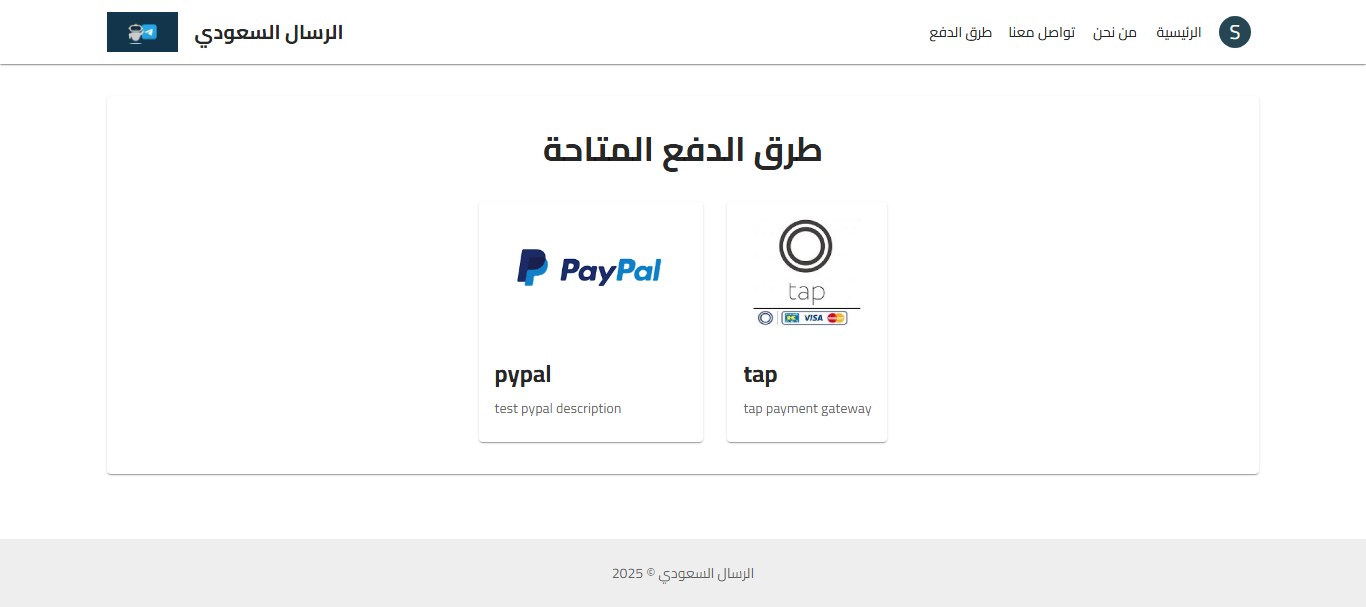 الرسال السعودي
طرق الدفع
تواصل معنا
من نحن
الرئيسية
S
طرق الدفع المتاحة
PayPal
pypal
test pypal description
tap
VISA
tap
tap payment gateway
الرسال السعودي © 2025